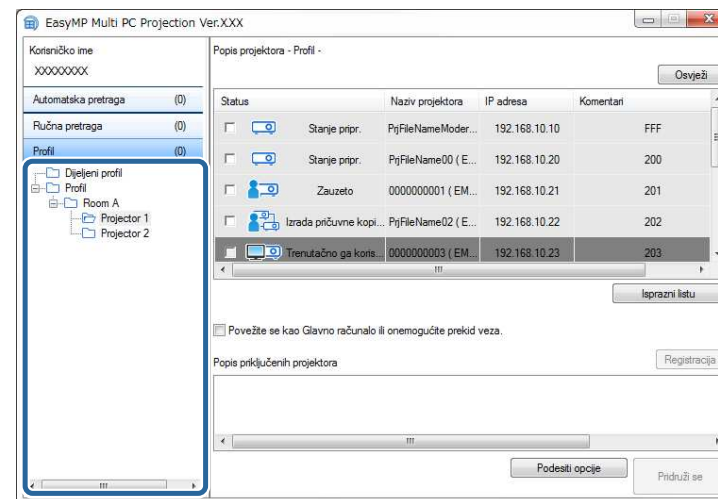 EasyMP Multi PC Projection Ver.XXX
Korisničko ime
XXXXXXXX
Automatska pretraga (0)
Ručna pretraga (0)
Profil (0)
Dijeljeni profil
Profil
Room A
Projector 1
Projector 2
Popis projektora - Profil -
Osvježi
Status Naziv projektora IP adresa Komentari
Stanje pripr. PrjFileNameModer... 192.168.10.10 FFF
Stanje pripr. PrjFileName00 ( E... 192.168.10.20 200
Zauzeto 0000000001 ( EM... 192.168.10.21 201
Izrada pričuvne kopi... PrjFileName02 ( E... 192.168.10.22 202
Trenutačno ga koris... 0000000003 ( EM... 192.168.10.23 203
Isprazni listu
Povežite se kao Glavno računalo ili onemogućite prekid veza.
Popis priključenih projektora
Registracija
Podesiti opcije
Pridruži se